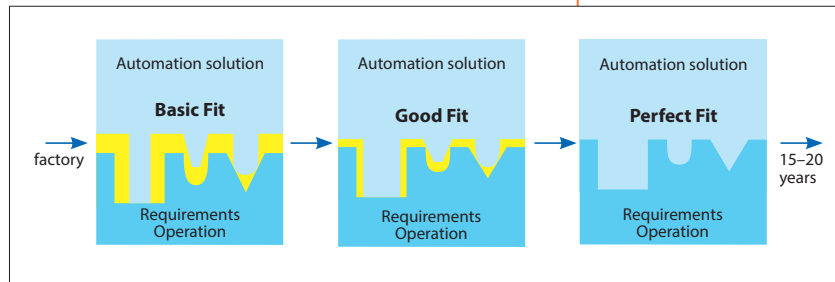 Automation solution
Basic Fit
factory
Requirements
Operation
Automation solution
Good Fit
Requirements
Operation
Automation solution
Perfect Fit
Requirements
Operation
15–20
years